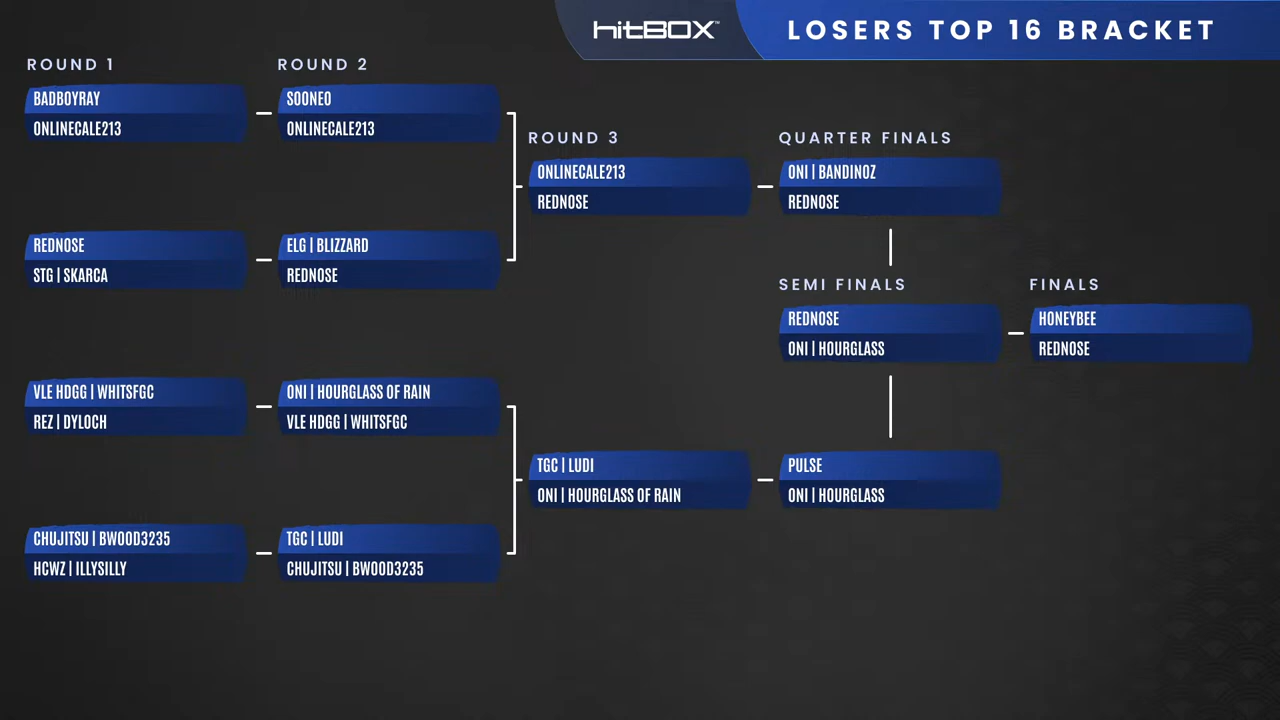 hitBOX™
LOSERS TOP 16 BRACKET
ROUND 1
BADBOYRAY
ONLINECALE213
REDNOSE
STG | SKARCA
VLE HDGG | WHITSFGC
REZ | DYLOCH
CHUJITSU | BWOOD3235
HCWZ | ILLYSILLY
ROUND 2
SOONEO
ONLINECALE213
ELG | BLIZZARD
REDNOSE
ONI | HOURGLASS OF RAIN
VLE HDGG | WHITSFGC
TGC | LUDI
CHUJITSU | BWOOD3235
ROUND 3
ONLINECALE213
REDNOSE
TGC | LUDI
ONI | HOURGLASS OF RAIN
QUARTER FINALS
ONI | BANDINOZ
REDNOSE
SEMI FINALS
REDNOSE
ONI | HOURGLASS
PULSE
ONI | HOURGLASS
FINALS
HONEYBEE
REDNOSE